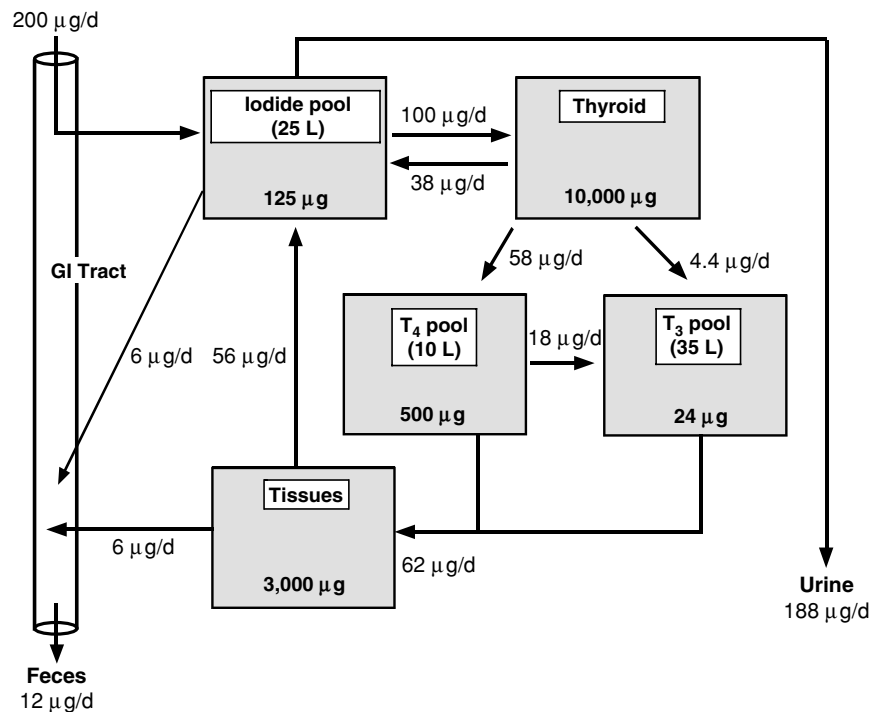 200 μg/d
Iodide pool
(25 L)
125 μg
100 μg/d
38 μg/d
Thyroid
10,000 μg
GI Tract
58 μg/d
4.4 μg/d
6 μg/d
56 μg/d
T₄ pool
(10 L)
500 μg
18 μg/d
T₃ pool
(35 L)
24 μg
Tissues
3,000 μg
6 μg/d
62 μg/d
Urine
188 μg/d
Feces
12 μg/d